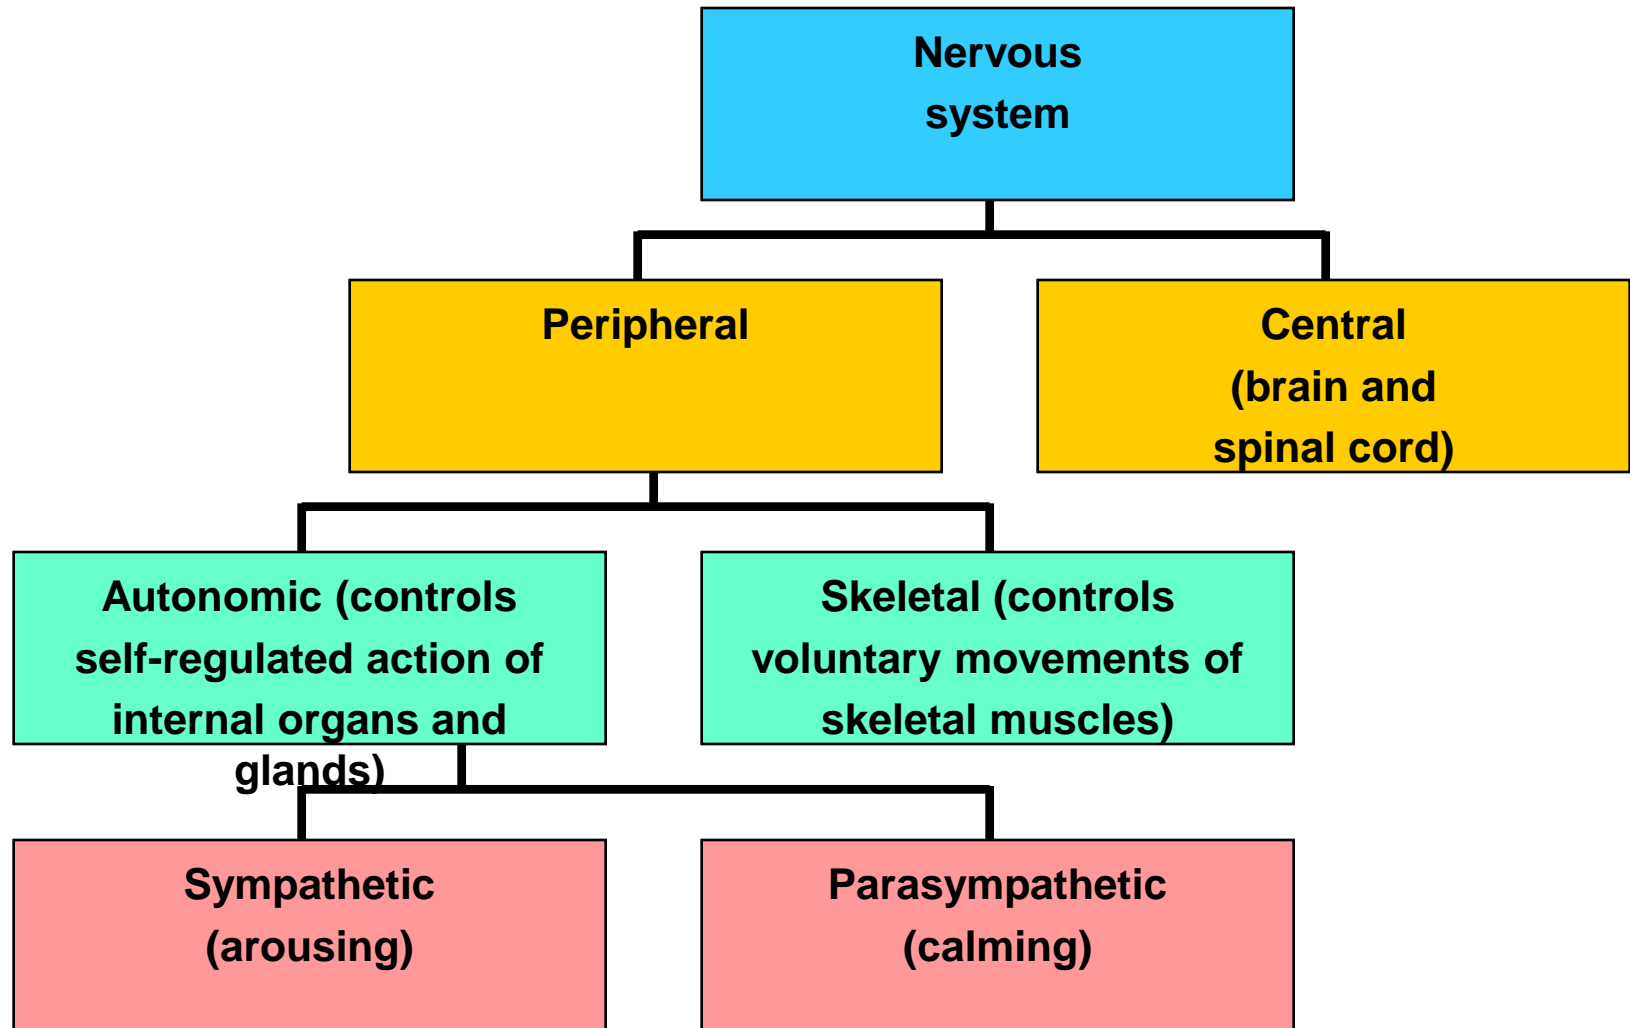 Nervous
system
Peripheral
Central
(brain and
spinal cord)
Autonomic (controls
self-regulated action of
internal organs and
glands)
Skeletal (controls
voluntary movements of
skeletal muscles)
Sympathetic
(arousing)
Parasympathetic
(calming)